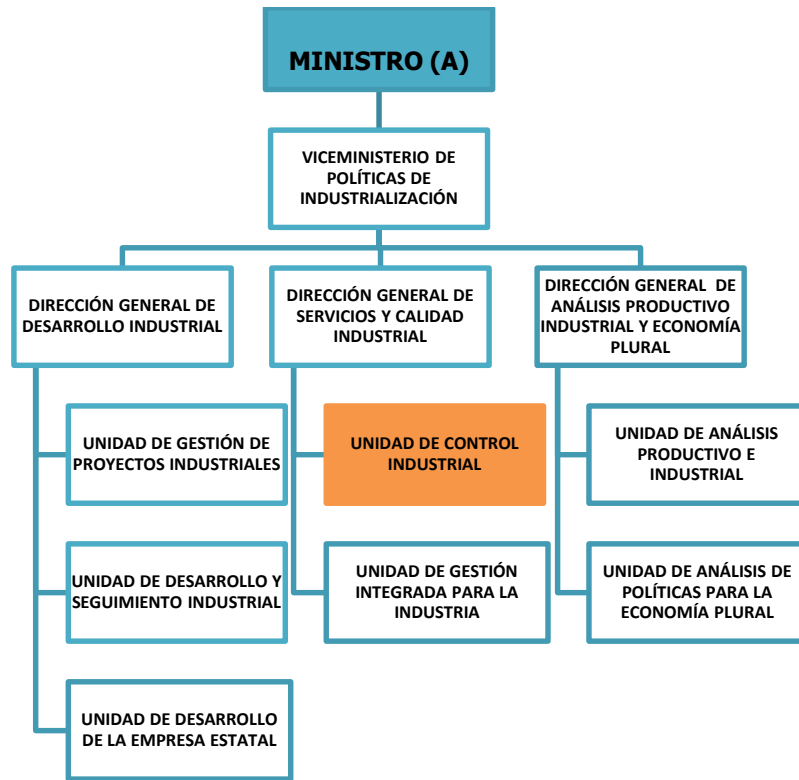 MINISTRO (A)
VICEMINISTERIO DE
POLÍTICAS DE
INDUSTRIALIZACIÓN
DIRECCIÓN GENERAL DE
DESARROLLO INDUSTRIAL
DIRECCIÓN GENERAL DE
SERVICIOS Y CALIDAD
INDUSTRIAL
DIRECCIÓN GENERAL DE
ANÁLISIS PRODUCTIVO
INDUSTRIAL Y ECONOMÍA
PLURAL
UNIDAD DE GESTIÓN DE
PROYECTOS INDUSTRIALES
UNIDAD DE CONTROL
INDUSTRIAL
UNIDAD DE ANÁLISIS
PRODUCTIVO E
INDUSTRIAL
UNIDAD DE DESARROLLO Y
SEGUIMIENTO INDUSTRIAL
UNIDAD DE GESTIÓN
INTEGRADA PARA LA
INDUSTRIA
UNIDAD DE ANÁLISIS DE
POLÍTICAS PARA LA
ECONOMÍA PLURAL
UNIDAD DE DESARROLLO
DE LA EMPRESA ESTATAL